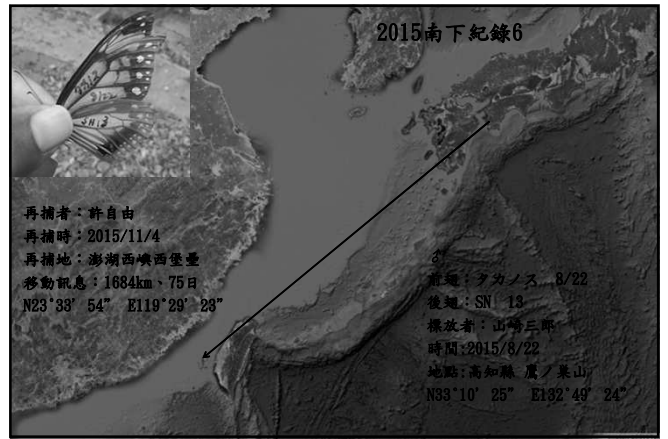 2015南下紀錄6
8/22
再捕者：許自由
再捕時：2015/11/4
再捕地：澎湖西嶼西堡壘
移動訊息：1684km、75日
N23°33' 54” E119°29' 23”
♂
前翅：タカノス 8/22
後翅：SN 13
標放者：山崎三郎
時間:2015/8/22
地點:高知縣 鷹ノ巢山
N33°10' 25” E132°49' 24”